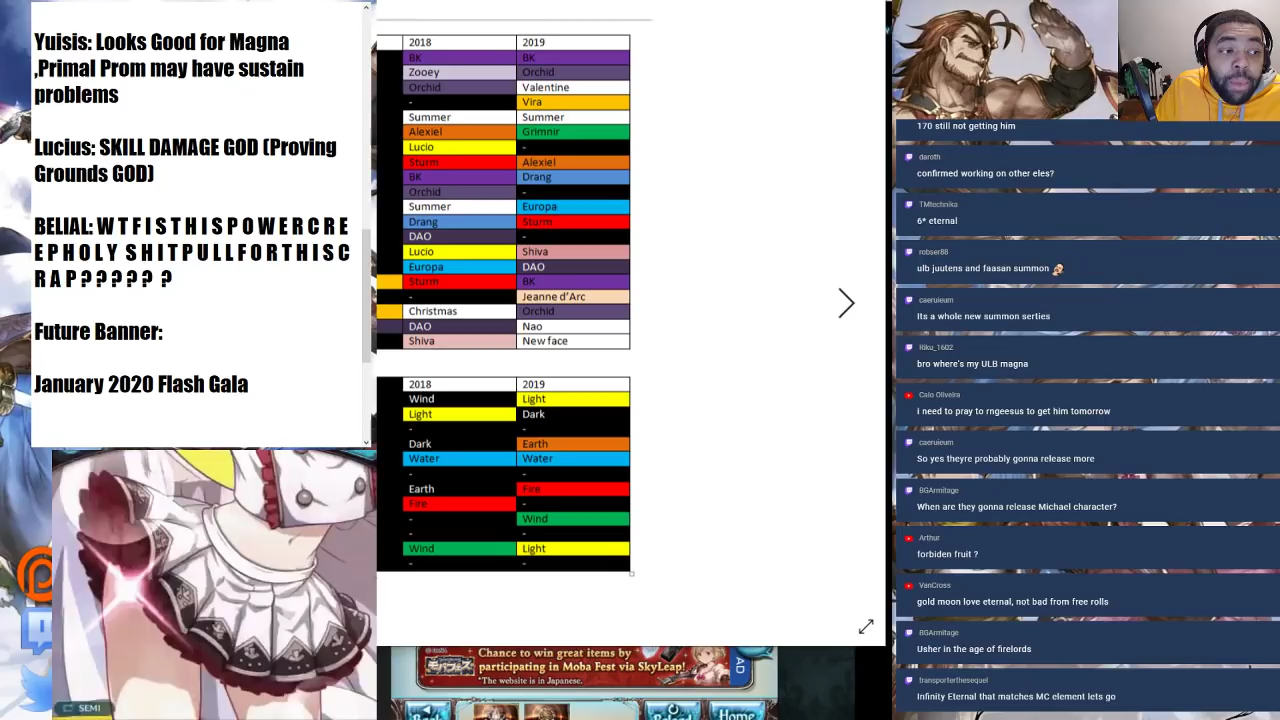 Yuisis: Looks Good for Magna
,Primal Prom may have sustain
problems
Lucius: SKILL DAMAGE GOD (Proving
Grounds GOD)
BELIAL: W T F I S T H I S P O W E R C R E
E P H O L Y S H I T P U L L F O R T H I S C
R A P ? ? ? ? ? ? ?
Future Banner:
January 2020 Flash Gala
2018 2019
BK BK
Zooey Orchid
Orchid Valentine
- Vira
Summer Summer
Alexiel Grimnir
Lucio -
Sturm Alexiel
BK Drang
Orchid -
Summer Europa
Drang Sturm
DAO -
Lucio Shiva
Europa DAO
Sturm BK
- Jeanne d’Arc
Christmas Orchid
DAO Nao
Shiva New face
2018 2019
Wind Light
Light Dark
- -
Dark Earth
Water Water
- -
Earth Fire
Fire -
- Wind
- -
Wind Light
- -
SEMI
Chance to win great items by
participating in Moba Fest via SkyLeap!
*The website is in Japanese.
AD
Reload
Home
170 still not getting him
daroth
confirmed working on other eles?
TMtechnika
6* eternal
robser88
ulb juutens and faasan summon
caeruieum
Its a whole new summon serties
Riku_1602
bro where's my ULB magna
Caio Oliveira
i need to pray to rngeesus to get him tomorrow
caeruieum
So yes theyre probably gonna release more
BGArmitage
When are they gonna release Michael character?
Arthur
forbiden fruit ?
VanCross
gold moon love eternal, not bad from free rolls
BGArmitage
Usher in the age of firelords
transporterthesequel
Infinity Eternal that matches MC element lets go